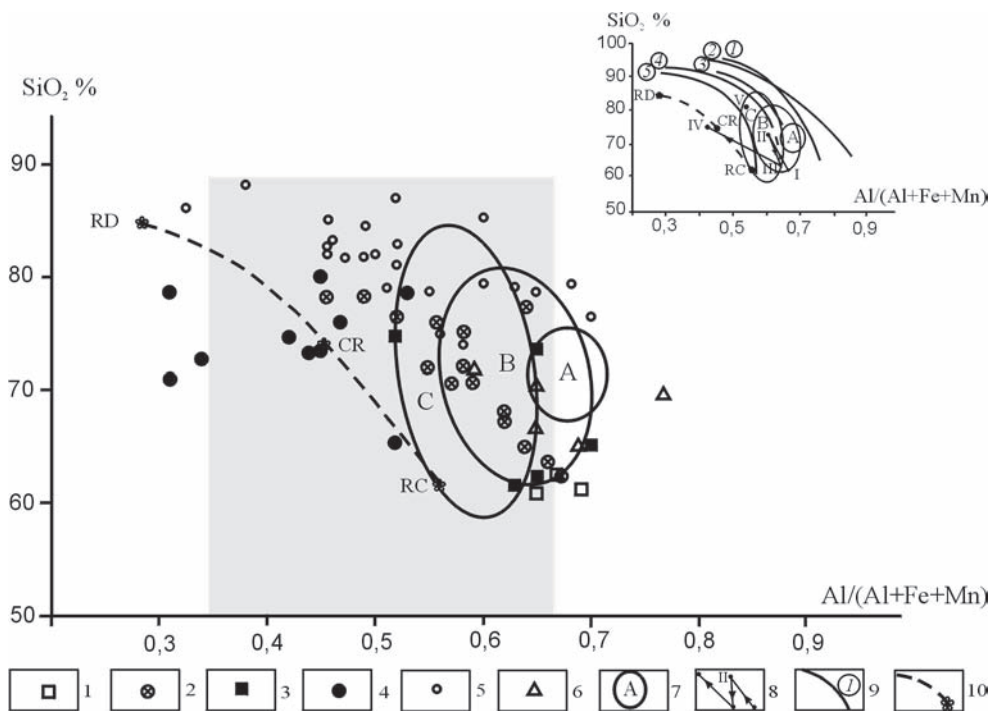 SiO2 %
100
90
80
70
60
50
1
2
3
4
5
RD
V
C
B
A
IV
CR
II
RC
III
I
Al/(Al+Fe+Mn)
0,3 0,5 0,7 0,9
SiO2 %
90
80
70
60
50
RD
CR
RC
C
B
A
Al/(Al+Fe+Mn)
0,3 0,4 0,5 0,6 0,7 0,8 0,9
1 2 3 4 5 6 A 7 II 8 1 9 10